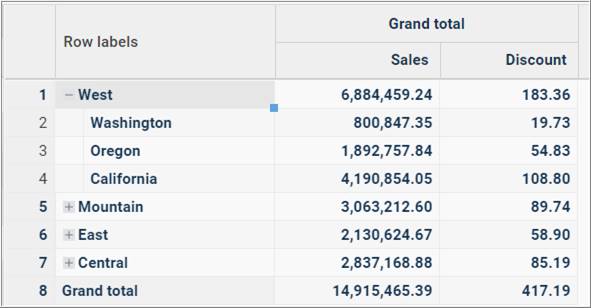 Row labels Grand total
Sales Discount
1 − West 6,884,459.24 183.36
2 Washington 800,847.35 19.73
3 Oregon 1,892,757.84 54.83
4 California 4,190,854.05 108.80
5 + Mountain 3,063,212.60 89.74
6 + East 2,130,624.67 58.90
7 + Central 2,837,168.88 85.19
8 Grand total 14,915,465.39 417.19